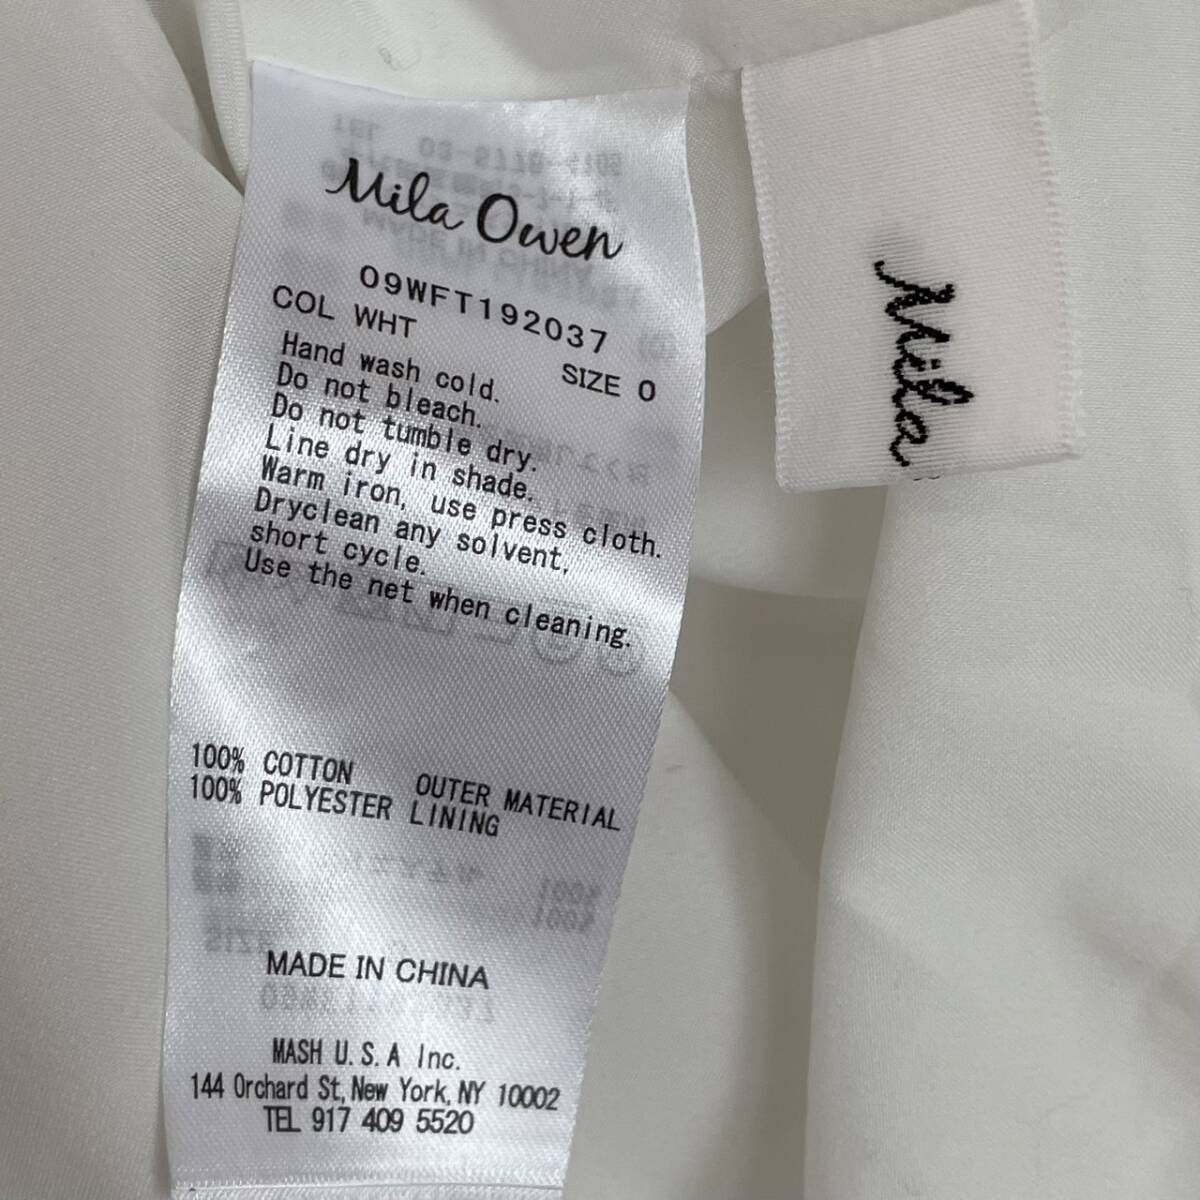 Mila Owen
09WFT192037
COL WHT
SIZE 0
Hand wash cold.
Do not bleach.
Do not tumble dry.
Line dry in shade.
Warm iron, use press cloth.
Dryclean any solvent,
short cycle.
Use the net when cleaning.
100% COTTON OUTER MATERIAL
100% POLYESTER LINING
MADE IN CHINA
MASH U.S.A Inc.
144 Orchard St, New York, NY 10002
TEL 917 409 5520
Mila